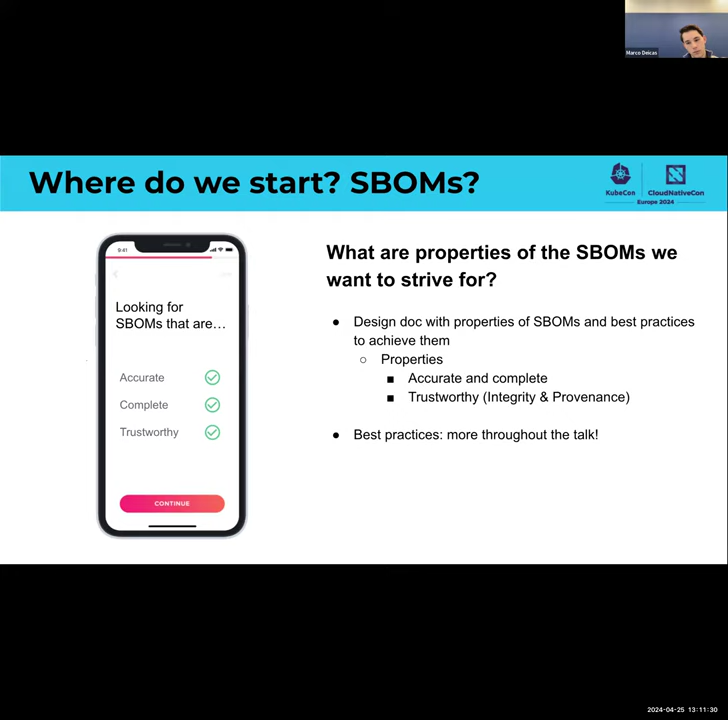 Marco Deicas
Where do we start? SBOMs?
KubeCon
CloudNativeCon
Europe 2024
9:41
Looking for
SBOMs that are…
Accurate
Complete
Trustworthy
CONTINUE
What are properties of the SBOMs we
want to strive for?
● Design doc with properties of SBOMs and best practices
to achieve them
○ Properties
■ Accurate and complete
■ Trustworthy (Integrity & Provenance)
● Best practices: more throughout the talk!
2024-04-25 13:11:30